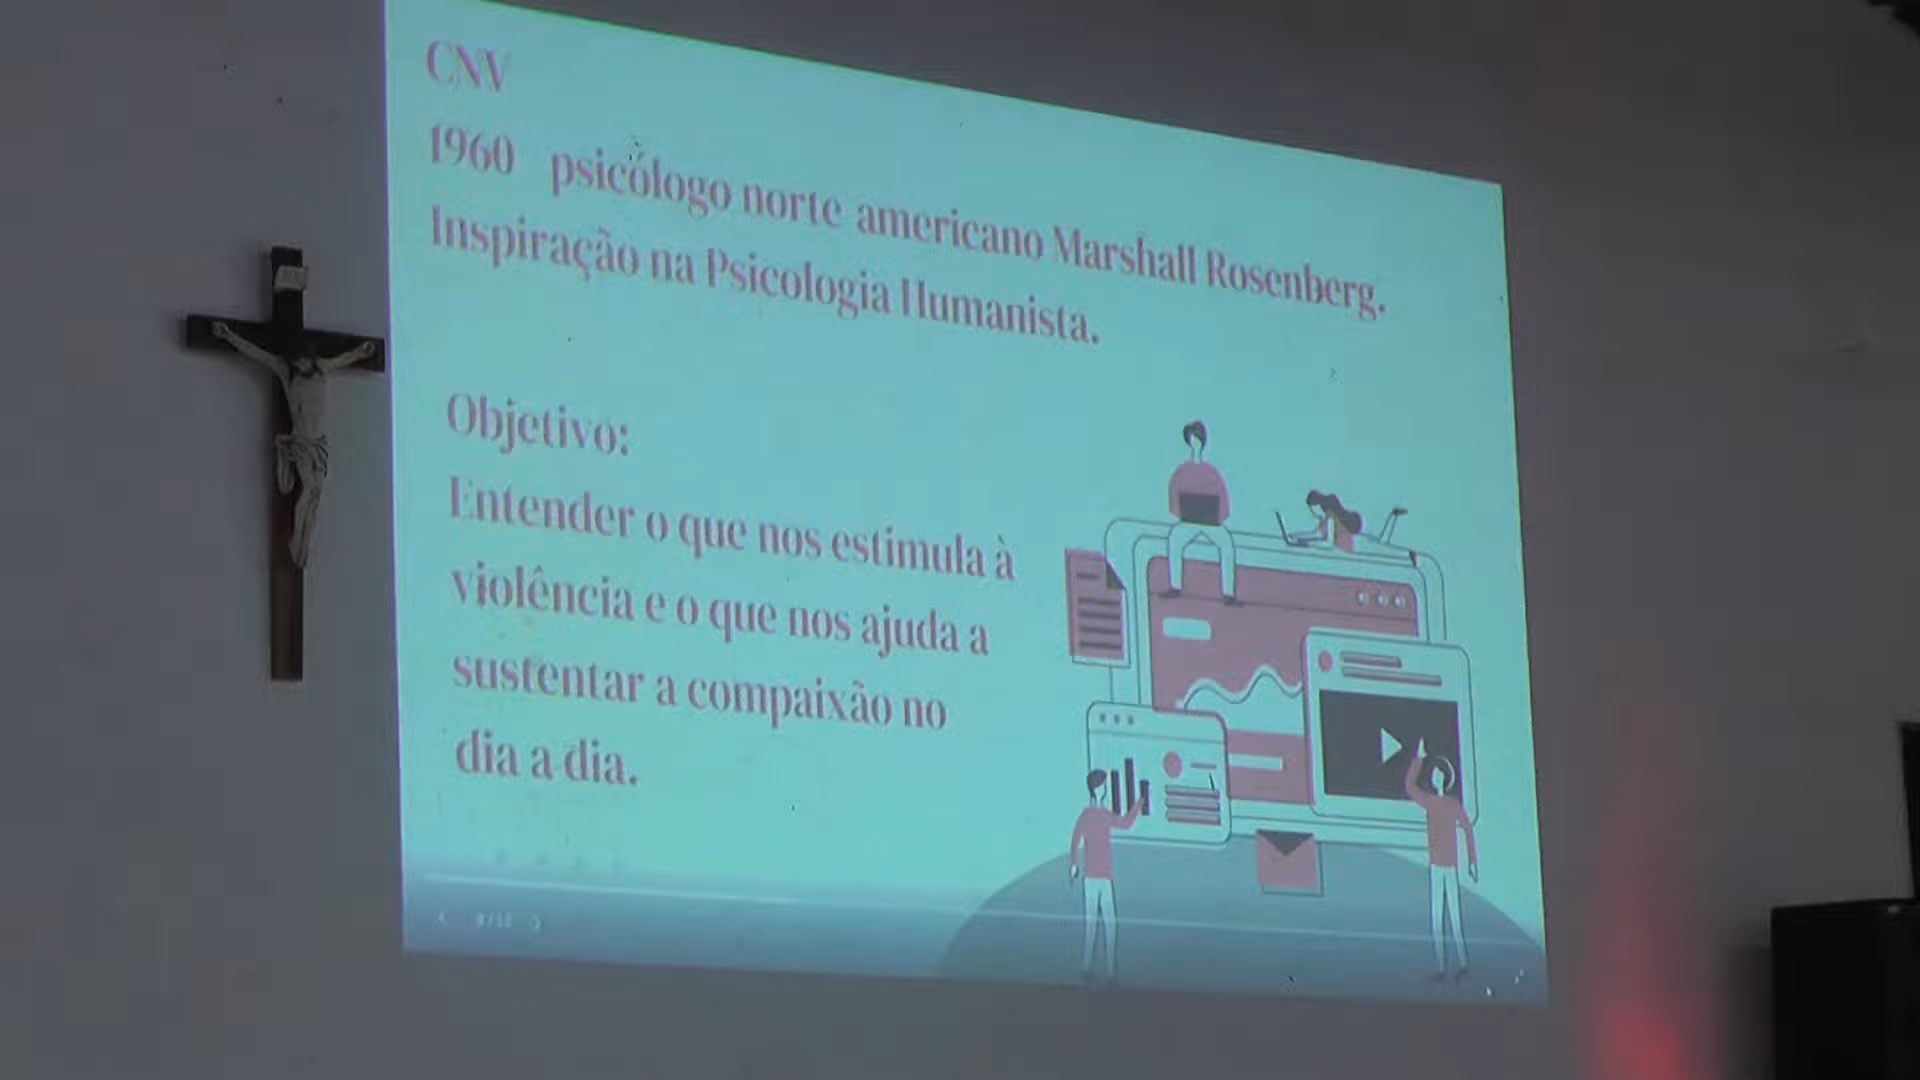 CNV
1960 psicólogo norte americano Marshall Rosenberg.
Inspiração na Psicologia Humanista.
Objetivo:
Entender o que nos estimula à
violência e o que nos ajuda a
sustentar a compaixão no
dia a dia.